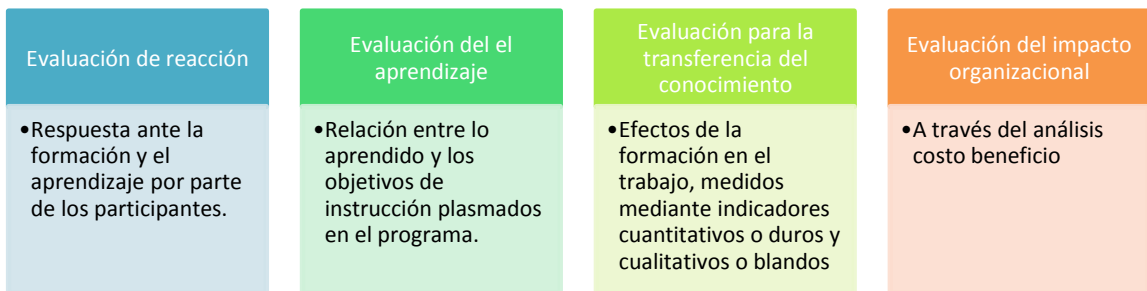 Evaluación de reacción
•Respuesta ante la
formación y el
aprendizaje por parte
de los participantes.
Evaluación del el
aprendizaje
•Relación entre lo
aprendido y los
objetivos de
instrucción plasmados
en el programa.
Evaluación para la
transferencia del
conocimiento
•Efectos de la
formación en el
trabajo, medidos
mediante indicadores
cuantitativos o duros y
cualitativos o blandos
Evaluación del impacto
organizacional
•A través del análisis
costo beneficio